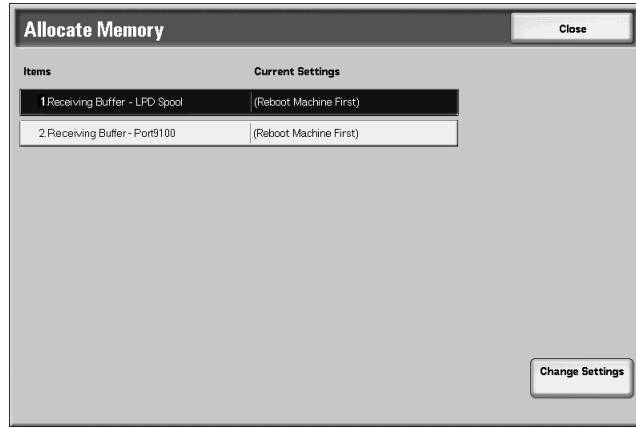 Allocate Memory
Close
Items
Current Settings
1.Receiving Buffer - LPD Spool
(Reboot Machine First)
2.Receiving Buffer - Port9100
(Reboot Machine First)
Change Settings